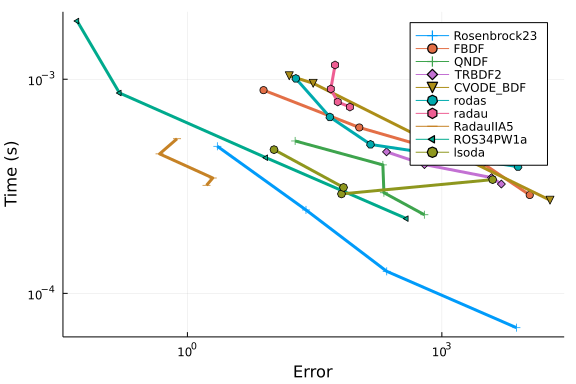 Rosenbrock23
FBDF
QNDF
TRBDF2
CVODE_BDF
rodas
radau
RadauIIA5
ROS34PW1a
lsoda
Time (s)
10⁻³
10⁻⁴
10⁰
10³
Error